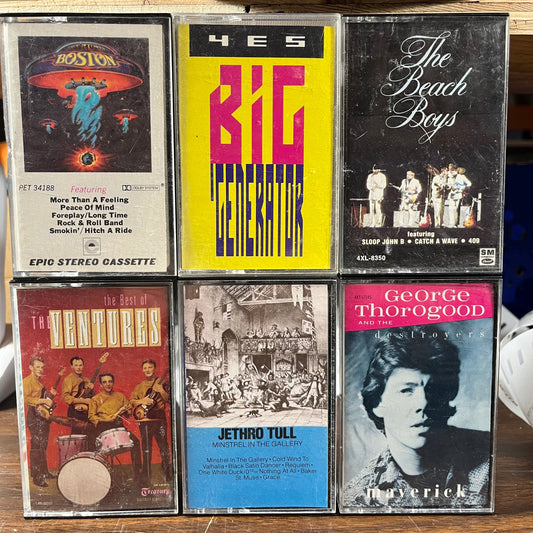 BOSTON
PET 34188
Featuring
DOLBY SYSTEM
More Than A Feeling
Peace Of Mind
Foreplay/Long Time
Rock & Roll Band
Smokin'/Hitch A Ride
EPIC STEREO CASSETTE
YES
BIG
GENERATOR
The
Beach
Boys
featuring
SLOOP JOHN B • CATCH A WAVE • 409
4XL-8350
SM
the Best of
THE VENTURES
Treasury
JETHRO TULL
MINSTREL IN THE GALLERY
Minstrel In The Gallery • Cold Wind To
Valhalla • Black Satin Dancer • Requiem •
One White Duck/0¹⁰=Nothing At All • Baker
St. Muse • Grace
GeOrGe
ThOrOgOOD
AND THE
destroyers
maverick